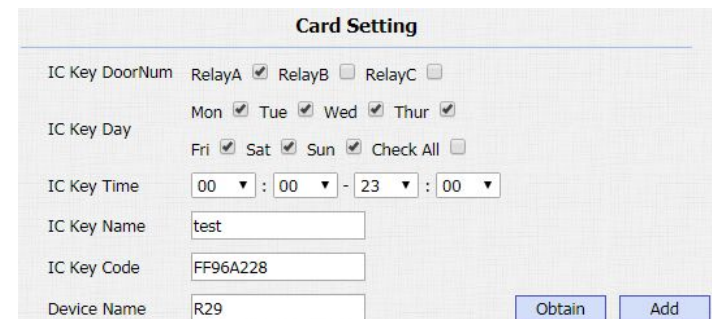 Card Setting
IC Key DoorNum RelayA RelayB RelayC
IC Key Day
Mon Tue Wed Thur
Fri Sat Sun Check All
IC Key Time 00 : 00 - 23 : 00
IC Key Name test
IC Key Code FF96A228
Device Name R29 Obtain Add